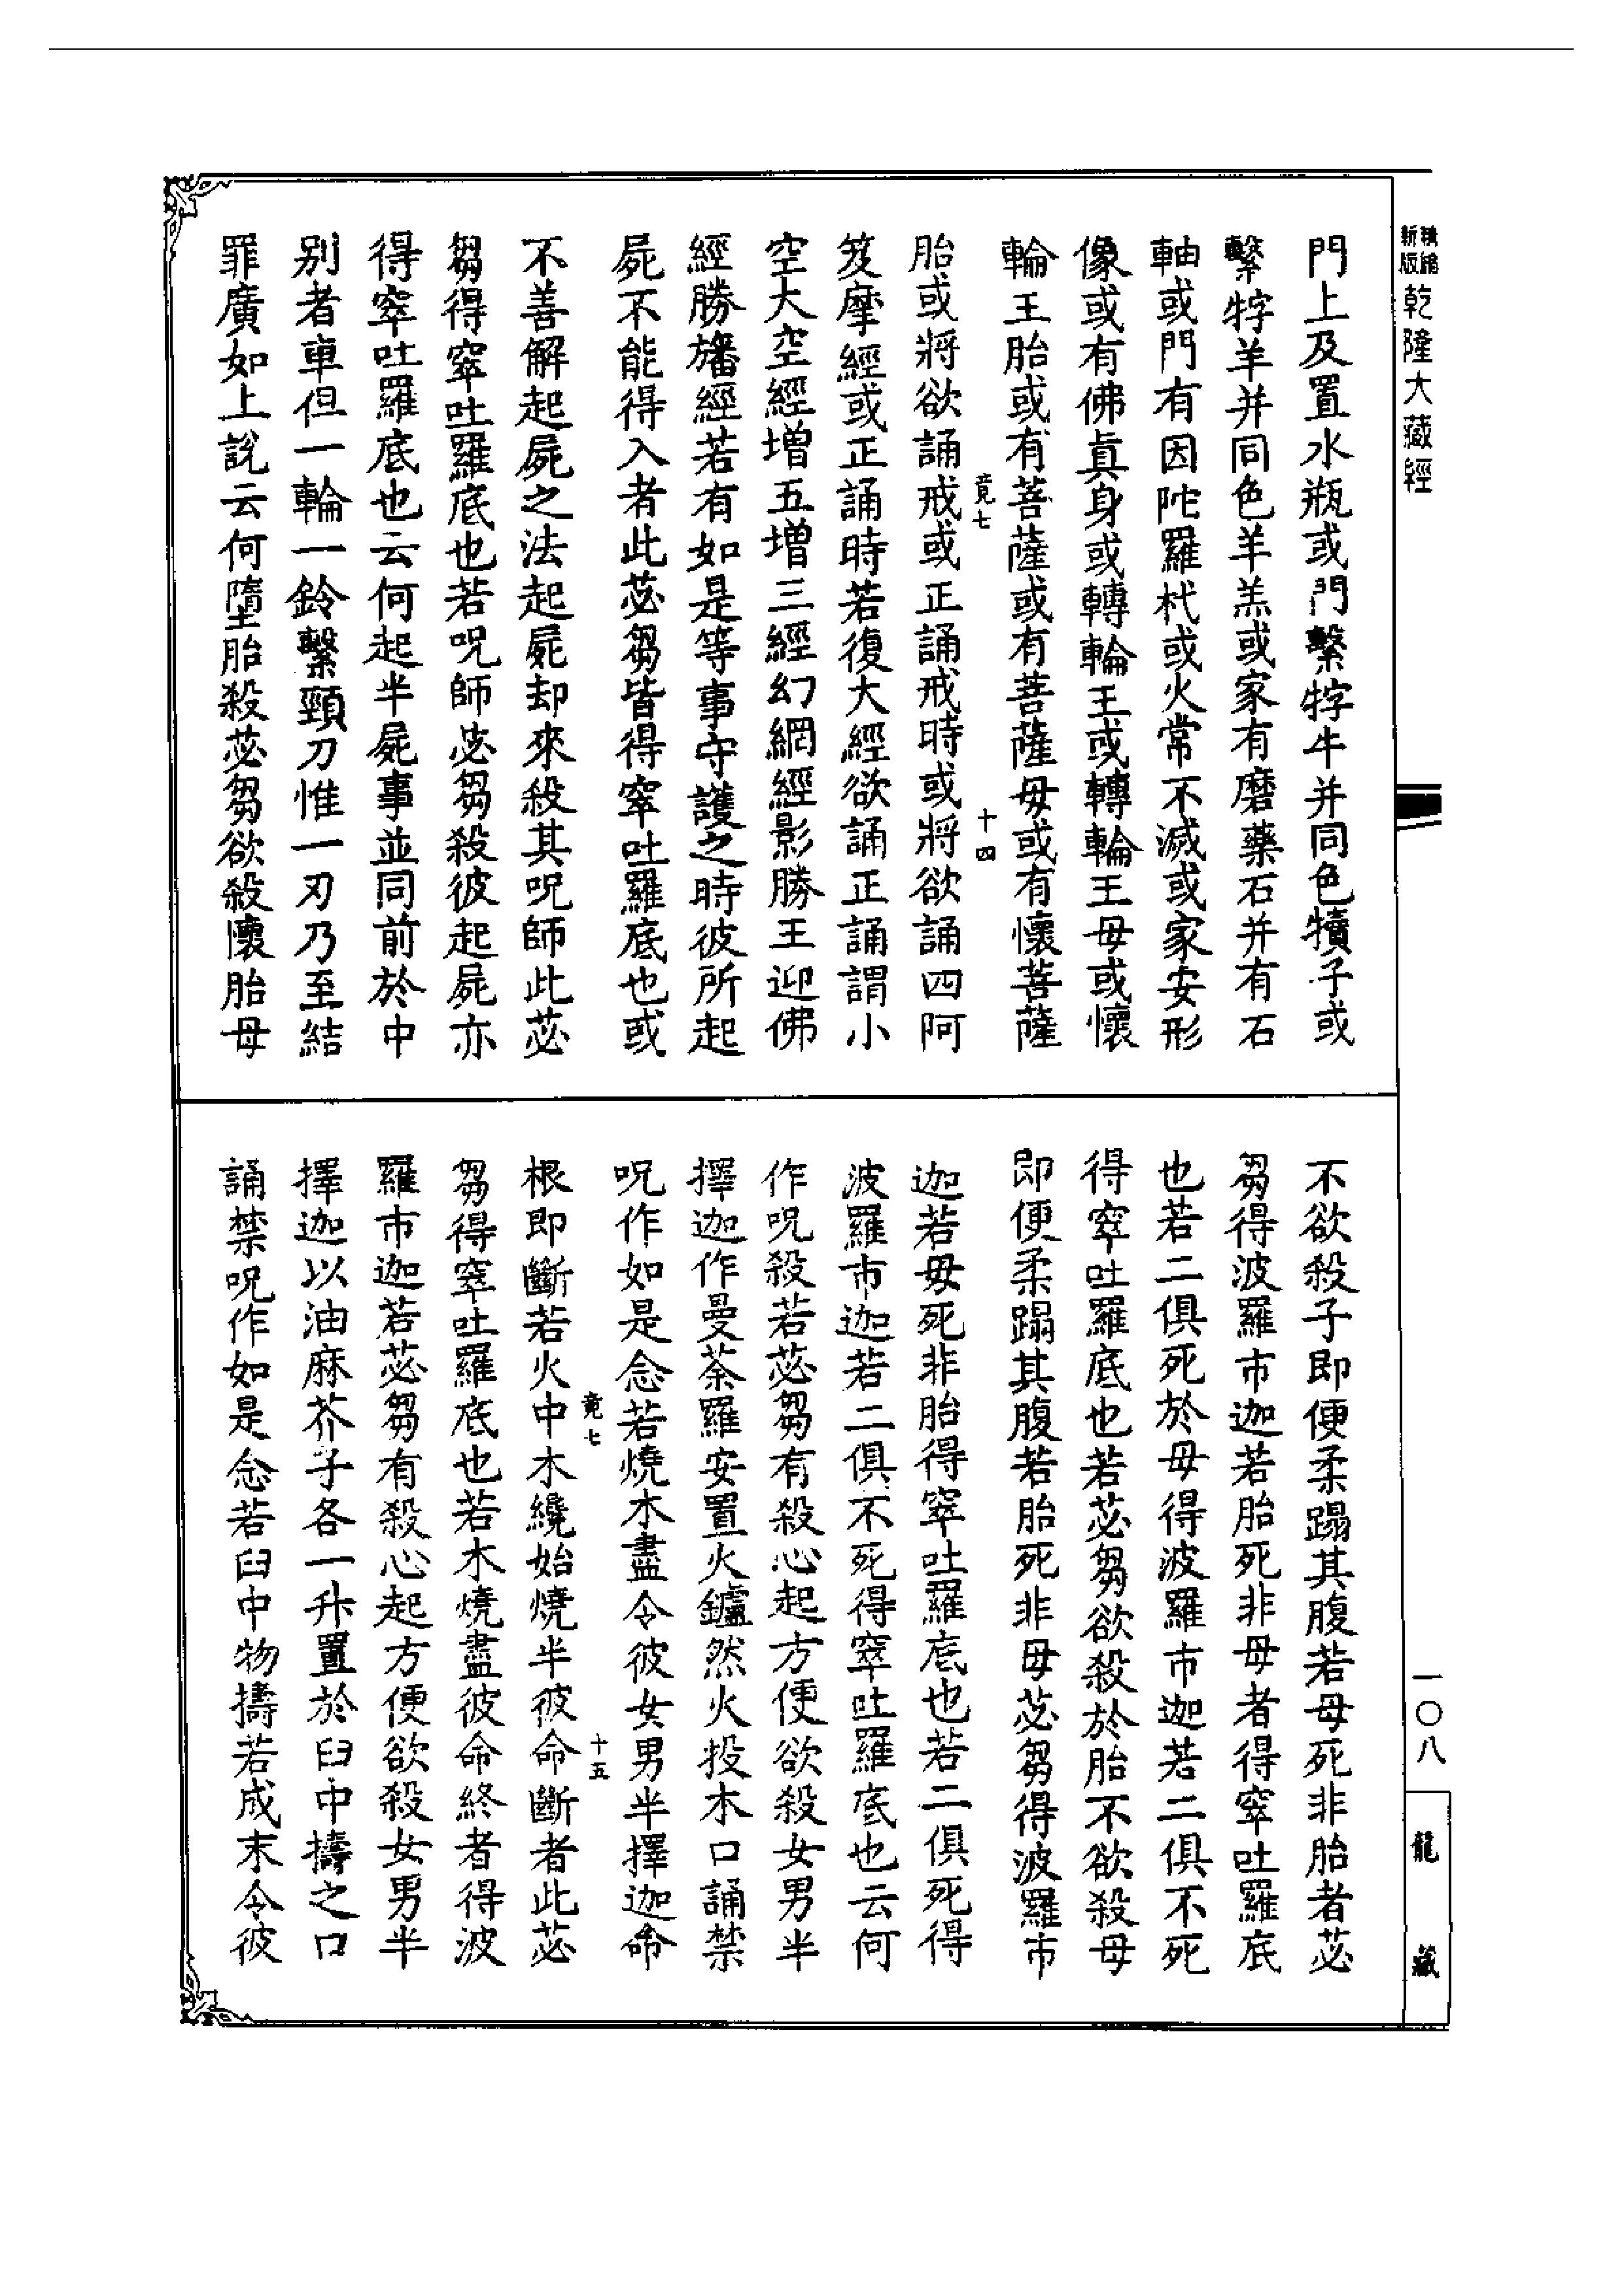 精縮新版乾隆大藏經
門上及置水瓶或門繫牸牛并同色犢子或
繫牸羊并同色羊羔或家有磨藥石并有石
軸或門有因陀羅杙或火常不滅或家安形
像或有佛真身或轉輪王或轉輪王母或懷
輪王胎或有菩薩或有菩薩母或有懷菩薩
竟七 十四
胎或將欲誦戒或正誦戒時或將欲誦四阿
笈摩經或正誦時若復大經欲誦正誦謂小
空大空經增五增三經幻網經影勝王迎佛
經勝旛經若有如是等事守護之時彼所起
屍不能得入者此苾芻皆得窣吐羅底也或
不善解起屍之法起屍却來殺其呪師此苾
芻得窣吐羅底也若呪師苾芻殺彼起屍亦
得窣吐羅底也云何起半屍事並同前於中
別者車但一輪一鈴繫頸刀惟一刃乃至結
罪廣如上說云何墮胎殺苾芻欲殺懷胎母
不欲殺子即便柔蹋其腹若母死非胎者苾
芻得波羅市迦若胎死非母者得窣吐羅底
也若二俱死於母得波羅市迦若二俱不死
得窣吐羅底也若苾芻欲殺於胎不欲殺母
即便柔蹋其腹若胎死非母苾芻得波羅市
迦若母死非胎得窣吐羅底也若二俱死得
波羅市迦若二俱不死得窣吐羅底也云何
作呪殺若苾芻有殺心起方便欲殺女男半
擇迦作曼荼羅安置火鑪然火投木口誦禁
呪作如是念若燒木盡令彼女男半擇迦命
竟七 十五
根即斷若火中木纔始燒半彼命斷者此苾
芻得窣吐羅底也若木燒盡彼命終者得波
羅市迦若苾芻有殺心起方便欲殺女男半
擇迦以油麻芥子各一升置於臼中擣之口
誦禁呪作如是念若臼中物擣若成末令彼
一〇八
龍藏